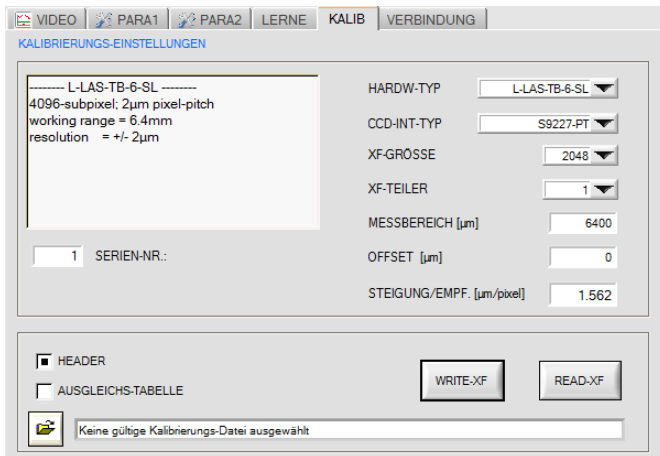 VIDEO PARA1 PARA2 LERNE KALIB VERBINDUNG
KALIBRIERUNGS-EINSTELLUNGEN
-------- L-LAS-TB-6-SL --------
4096-subpixel; 2µm pixel-pitch
working range = 6.4mm
resolution = +/- 2µm
1 SERIEN-NR.:
HARDW-TYP L-LAS-TB-6-SL
CCD-INT-TYP S9227-PT
XF-GRÖSSE 2048
XF-TEILER 1
MESSBEREICH [µm] 6400
OFFSET [µm] 0
STEIGUNG/EMPF. [µm/pixel] 1.562
HEADER
AUSGLEICHS-TABELLE
WRITE-XF READ-XF
Keine gültige Kalibrierungs-Datei ausgewählt